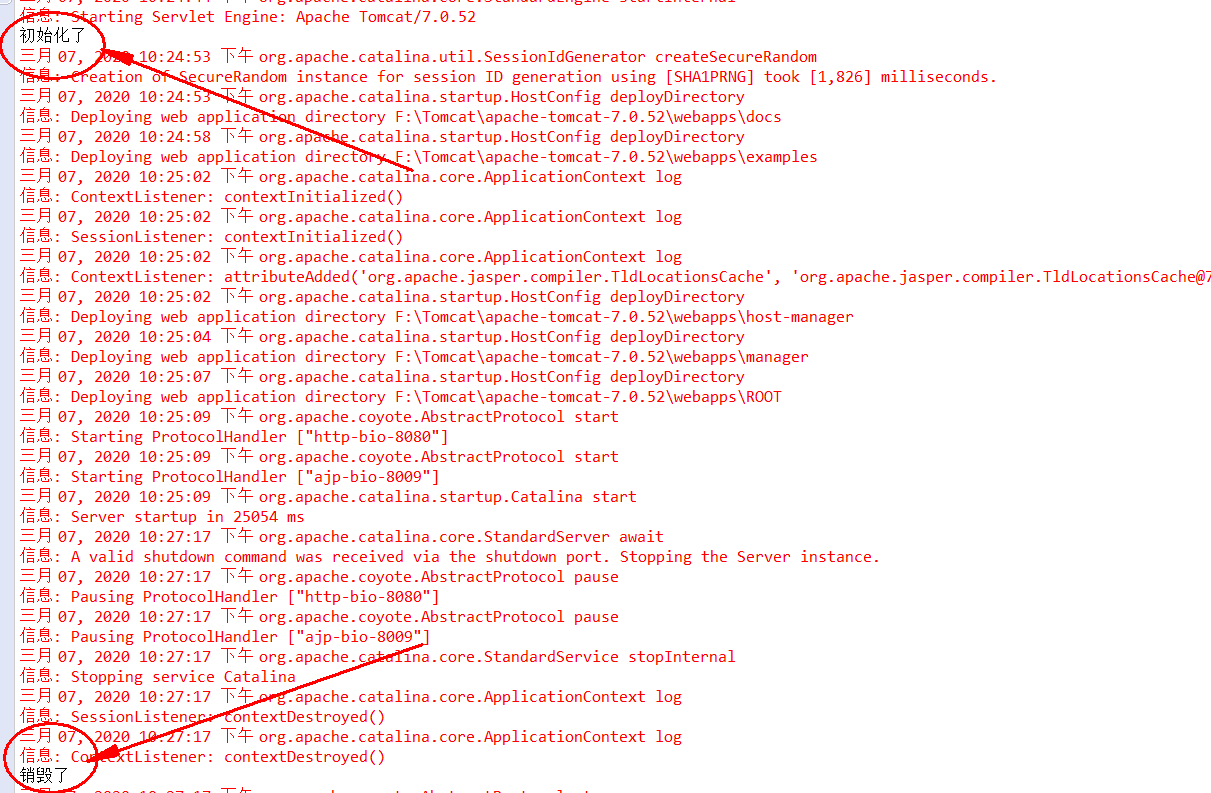 信息: Starting Servlet Engine: Apache Tomcat/7.0.52
初始化了
三月 07, 2020 10:24:53 下午 org.apache.catalina.util.SessionIdGenerator createSecureRandom
信息: Creation of SecureRandom instance for session ID generation using [SHA1PRNG] took [1,826] milliseconds.
三月 07, 2020 10:24:53 下午 org.apache.catalina.startup.HostConfig deployDirectory
信息: Deploying web application directory F:\Tomcat\apache-tomcat-7.0.52\webapps\docs
三月 07, 2020 10:24:58 下午 org.apache.catalina.startup.HostConfig deployDirectory
信息: Deploying web application directory F:\Tomcat\apache-tomcat-7.0.52\webapps\examples
三月 07, 2020 10:25:02 下午 org.apache.catalina.core.ApplicationContext log
信息: ContextListener: contextInitialized()
三月 07, 2020 10:25:02 下午 org.apache.catalina.core.ApplicationContext log
信息: SessionListener: contextInitialized()
三月 07, 2020 10:25:02 下午 org.apache.catalina.core.ApplicationContext log
信息: ContextListener: attributeAdded('org.apache.jasper.compiler.TldLocationsCache', 'org.apache.jasper.compiler.TldLocationsCache@7
三月 07, 2020 10:25:02 下午 org.apache.catalina.startup.HostConfig deployDirectory
信息: Deploying web application directory F:\Tomcat\apache-tomcat-7.0.52\webapps\host-manager
三月 07, 2020 10:25:04 下午 org.apache.catalina.startup.HostConfig deployDirectory
信息: Deploying web application directory F:\Tomcat\apache-tomcat-7.0.52\webapps\manager
三月 07, 2020 10:25:07 下午 org.apache.catalina.startup.HostConfig deployDirectory
信息: Deploying web application directory F:\Tomcat\apache-tomcat-7.0.52\webapps\ROOT
三月 07, 2020 10:25:09 下午 org.apache.coyote.AbstractProtocol start
信息: Starting ProtocolHandler ["http-bio-8080"]
三月 07, 2020 10:25:09 下午 org.apache.coyote.AbstractProtocol start
信息: Starting ProtocolHandler ["ajp-bio-8009"]
三月 07, 2020 10:25:09 下午 org.apache.catalina.startup.Catalina start
信息: Server startup in 25054 ms
三月 07, 2020 10:27:17 下午 org.apache.catalina.core.StandardServer await
信息: A valid shutdown command was received via the shutdown port. Stopping the Server instance.
三月 07, 2020 10:27:17 下午 org.apache.coyote.AbstractProtocol pause
信息: Pausing ProtocolHandler ["http-bio-8080"]
三月 07, 2020 10:27:17 下午 org.apache.coyote.AbstractProtocol pause
信息: Pausing ProtocolHandler ["ajp-bio-8009"]
三月 07, 2020 10:27:17 下午 org.apache.catalina.core.StandardService stopInternal
信息: Stopping service Catalina
三月 07, 2020 10:27:17 下午 org.apache.catalina.core.ApplicationContext log
信息: SessionListener: contextDestroyed()
三月 07, 2020 10:27:17 下午 org.apache.catalina.core.ApplicationContext log
信息: ContextListener: contextDestroyed()
销毁了